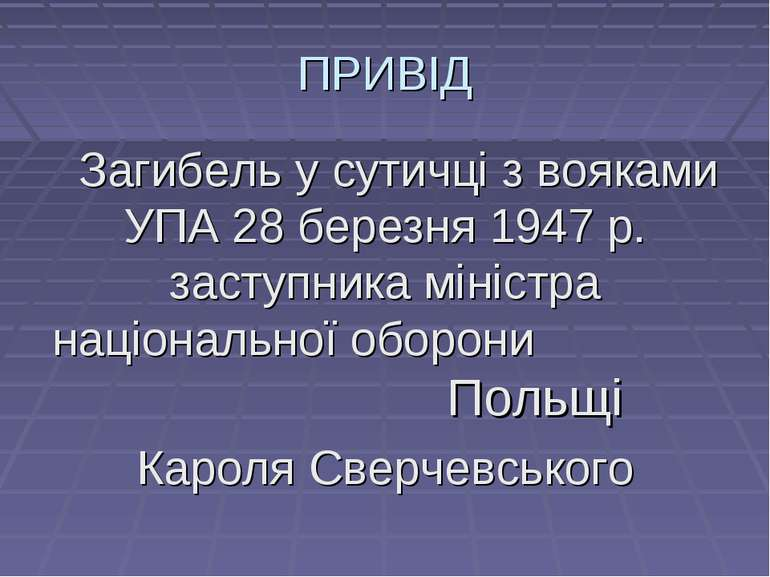 ПРИВІД
Загибель у сутичці з вояками
УПА 28 березня 1947 р.
заступника міністра
національної оборони
Польщі
Кароля Сверчевського